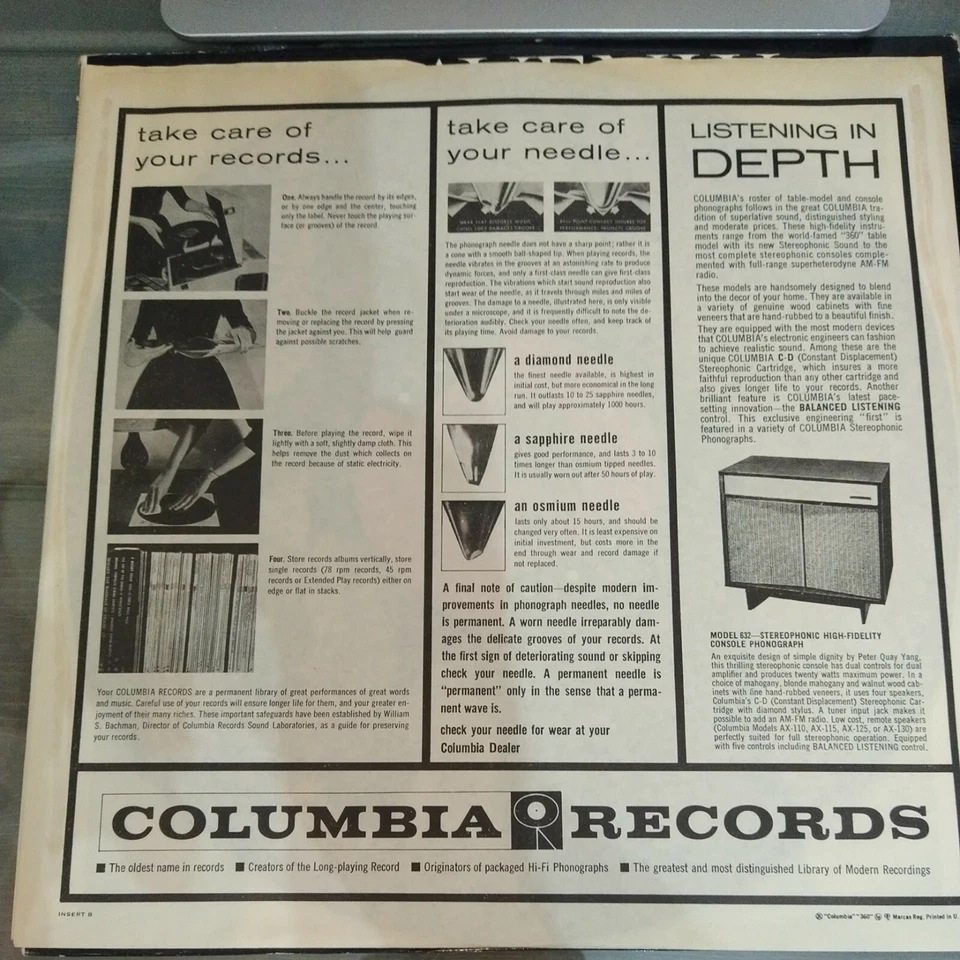 take care of
your records...
One. Always handle the record by its edges,
or by one edge and the center, touching
only the label. Never touch the playing sur-
face (or grooves) of the record.
Two. Buckle the record jacket when re-
moving or replacing the record by pressing
the jacket against you. This will help guard
against possible scratches.
Three. Before playing the record, wipe it
lightly with a soft, slightly damp cloth. This
helps remove the dust which collects on
the record because of static electricity.
Four. Store records albums vertically, store
single records (78 rpm records, 45 rpm
records or Extended Play records) either on
edge or flat in stacks.
Your COLUMBIA RECORDS are a permanent library of great performances of great words
and music. Careful use of your records will ensure longer life for them, and your greater en-
joyment of their many riches. These important safeguards have been established by William
S. Bachman, Director of Columbia Records Sound Laboratories, as a guide for preserving
your records.
take care of
your needle...
The phonograph needle does not have a sharp point; rather it is
a cone with a smooth ball-shaped tip. When playing records, the
needle vibrates in the grooves at an astonishing rate to produce
dynamic forces, and only a first-class needle can give first-class
reproduction. The vibrations which start sound reproduction also
start wear of the needle, as it travels through miles and miles of
grooves. The damage to a needle, illustrated here, is only visible
under a microscope, and it is frequently difficult to note the de-
terioration audibly. Check your needle often, and keep track of
its playing time. Avoid damage to your records.
a diamond needle
the finest needle available, is highest in
initial cost, but more economical in the long
run. It outlasts 10 to 25 sapphire needles,
and will play approximately 1000 hours.
a sapphire needle
gives good performance, and lasts 3 to 10
times longer than osmium tipped needles.
It is usually worn out after 50 hours of play.
an osmium needle
lasts only about 15 hours, and should be
changed very often. It is least expensive on
initial investment, but costs more in the
end through wear and record damage if
not replaced.
A final note of caution—despite modern im-
provements in phonograph needles, no needle
is permanent. A worn needle irreparably dam-
ages the delicate grooves of your records. At
the first sign of deteriorating sound or skipping
check your needle. A permanent needle is
"permanent" only in the sense that a perma-
nent wave is.
check your needle for wear at your
Columbia Dealer
LISTENING IN
DEPTH
COLUMBIA's roster of table-model and console
phonographs follows in the great COLUMBIA tra-
dition of superlative sound, distinguished styling
and moderate prices. These high-fidelity instru-
ments range from the world-famed "360" table
model with its new Stereophonic Sound to the
most complete stereophonic consoles comple-
mented with full-range superheterodyne AM-FM
radio.
These models are handsomely designed to blend
into the decor of your home. They are available in
a variety of genuine wood cabinets with fine
veneers that are hand-rubbed to a beautiful finish.
They are equipped with the most modern devices
that COLUMBIA's electronic engineers can fashion
to achieve realistic sound. Among these are the
unique COLUMBIA C-D (Constant Displacement)
Stereophonic Cartridge, which insures a more
faithful reproduction than any other cartridge and
also gives longer life to your records. Another
brilliant feature is COLUMBIA's latest pace-
setting innovation—the BALANCED LISTENING
control. This exclusive engineering "first" is
featured in a variety of COLUMBIA Stereophonic
Phonographs.
MODEL 632—STEREOPHONIC HIGH-FIDELITY
CONSOLE PHONOGRAPH
An exquisite design of simple dignity by Peter Quay Yang,
this thrilling stereophonic console has dual controls for dual
amplifier and produces twenty watts maximum power. In a
choice of mahogany, blonde mahogany and walnut wood cab-
inets with fine hand-rubbed veneers, it uses four speakers,
Columbia's C-D (Constant Displacement) Stereophonic Car-
tridge with diamond stylus. A tuner input jack makes it
possible to add an AM-FM radio. Low cost, remote speakers
(Columbia Models AX-110, AX-115, AX-125, or AX-130) are
perfectly suited for full stereophonic operation. Equipped
with five controls including BALANCED LISTENING control.
COLUMBIA RECORDS
The oldest name in records Creators of the Long-playing Record Originators of packaged Hi-Fi Phonographs The greatest and most distinguished Library of Modern Recordings
INSERT 8 "Columbia" "360" Marcas Reg. Printed in U.